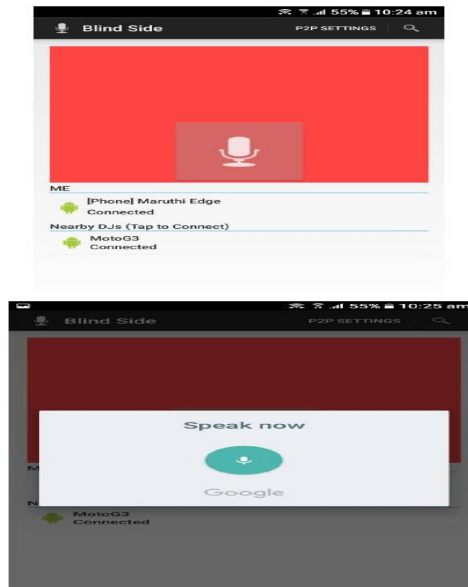 55% 10:24 am
Blind Side P2P SETTINGS
ME
[Phone] Maruthi Edge
Connected
Nearby DJs (Tap to Connect)
MotoG3
Connected
55% 10:25 am
Blind Side P2P SETTINGS
Speak now
Google
M
N
MotoG3
Connected